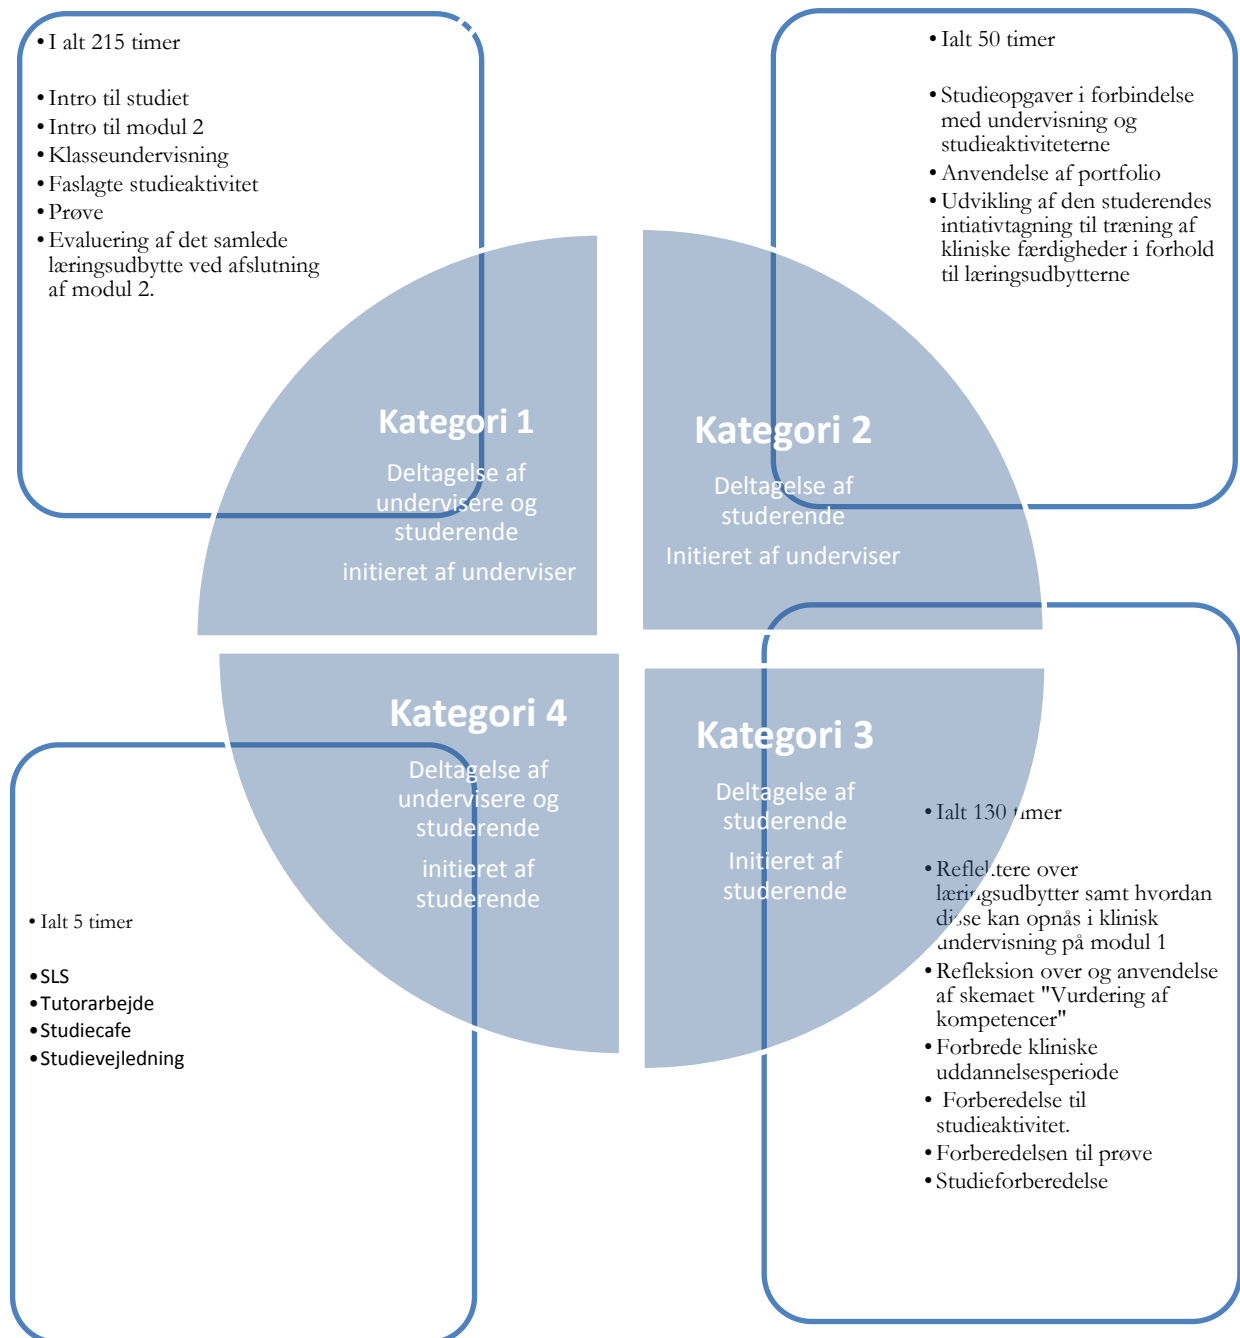 • I alt 215 timer
• Intro til studiet
• Intro til modul 2
• Klasseundervisning
• Faslagte studieaktivitet
• Prøve
• Evaluering af det samlede
læringsudbytte ved afslutning
af modul 2.
• Ialt 50 timer
• Studieopgaver i forbindelse
med undervisning og
studieaktiviteterne
• Anvendelse af portfolio
• Udvikling af den studerendes
intiativtagning til træning af
kliniske færdigheder i forhold
til læringsudbytterne
Kategori 1
Deltagelse af
undervisere og
studerende
initieret af underviser
Kategori 2
Deltagelse af
studerende
Initieret af underviser
Kategori 4
Deltagelse af
undervisere og
studerende
initieret af
studerende
Kategori 3
Deltagelse af
studerende
Initieret af
studerende
• Ialt 5 timer
• SLS
• Tutorarbejde
• Studiecafe
• Studievejledning
• Ialt 130 timer
• Reflektere over
læringsudbytter samt hvordan
disse kan opnås i klinisk
undervisning på modul 1
• Refleksion over og anvendelse
af skemaet "Vurdering af
kompetencer"
• Forbrede kliniske
uddannelsesperiode
• Forberedelse til
studieaktivitet.
• Forberedelsen til prøve
• Studieforberedelse